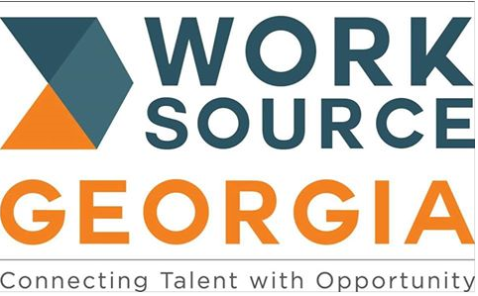 WORK
SOURCE
GEORGIA
Connecting Talent with Opportunity